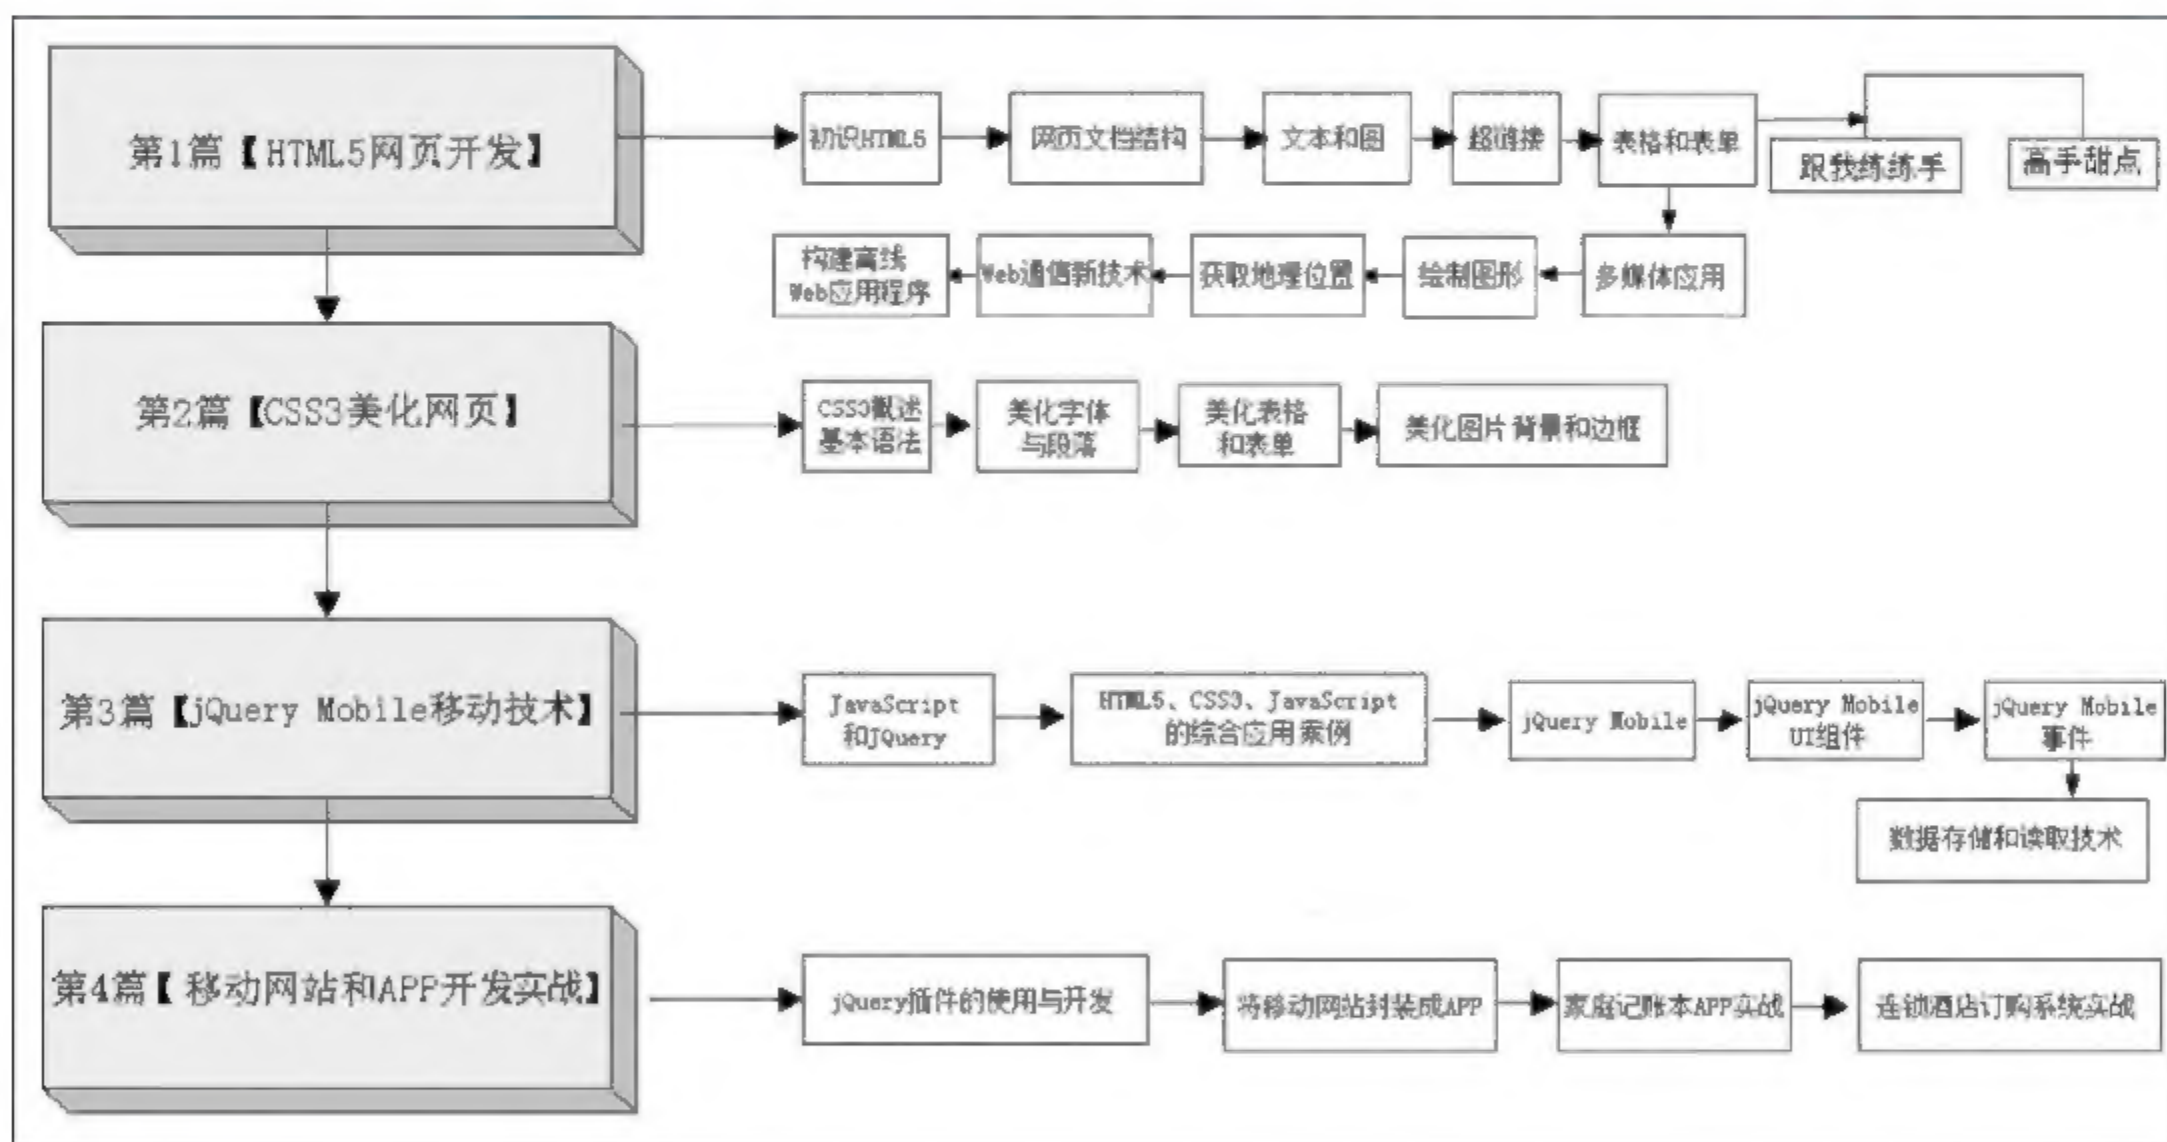 第1篇【HTML5网页开发】
初识HTML5
网页文档结构
文本和图
超链接
表格和表单
跟我练练手
高手甜点
构建离线
Web应用程序
Web通信新技术
获取地理位置
绘制图形
多媒体应用
第2篇【CSS3美化网页】
CSS3概述
基本语法
美化字体
与段落
美化表格
和表单
美化图片背景和边框
第3篇【jQuery Mobile移动技术】
JavaScript
和JQuery
HTML5、CSS3、JavaScript
的综合应用案例
jQuery Mobile
jQuery Mobile
UI组件
jQuery Mobile
事件
数据存储和读取技术
第4篇【移动网站和APP开发实战】
jQuery插件的使用与开发
将移动网站封装成APP
家庭记账本APP实战
连锁酒店订购系统实战